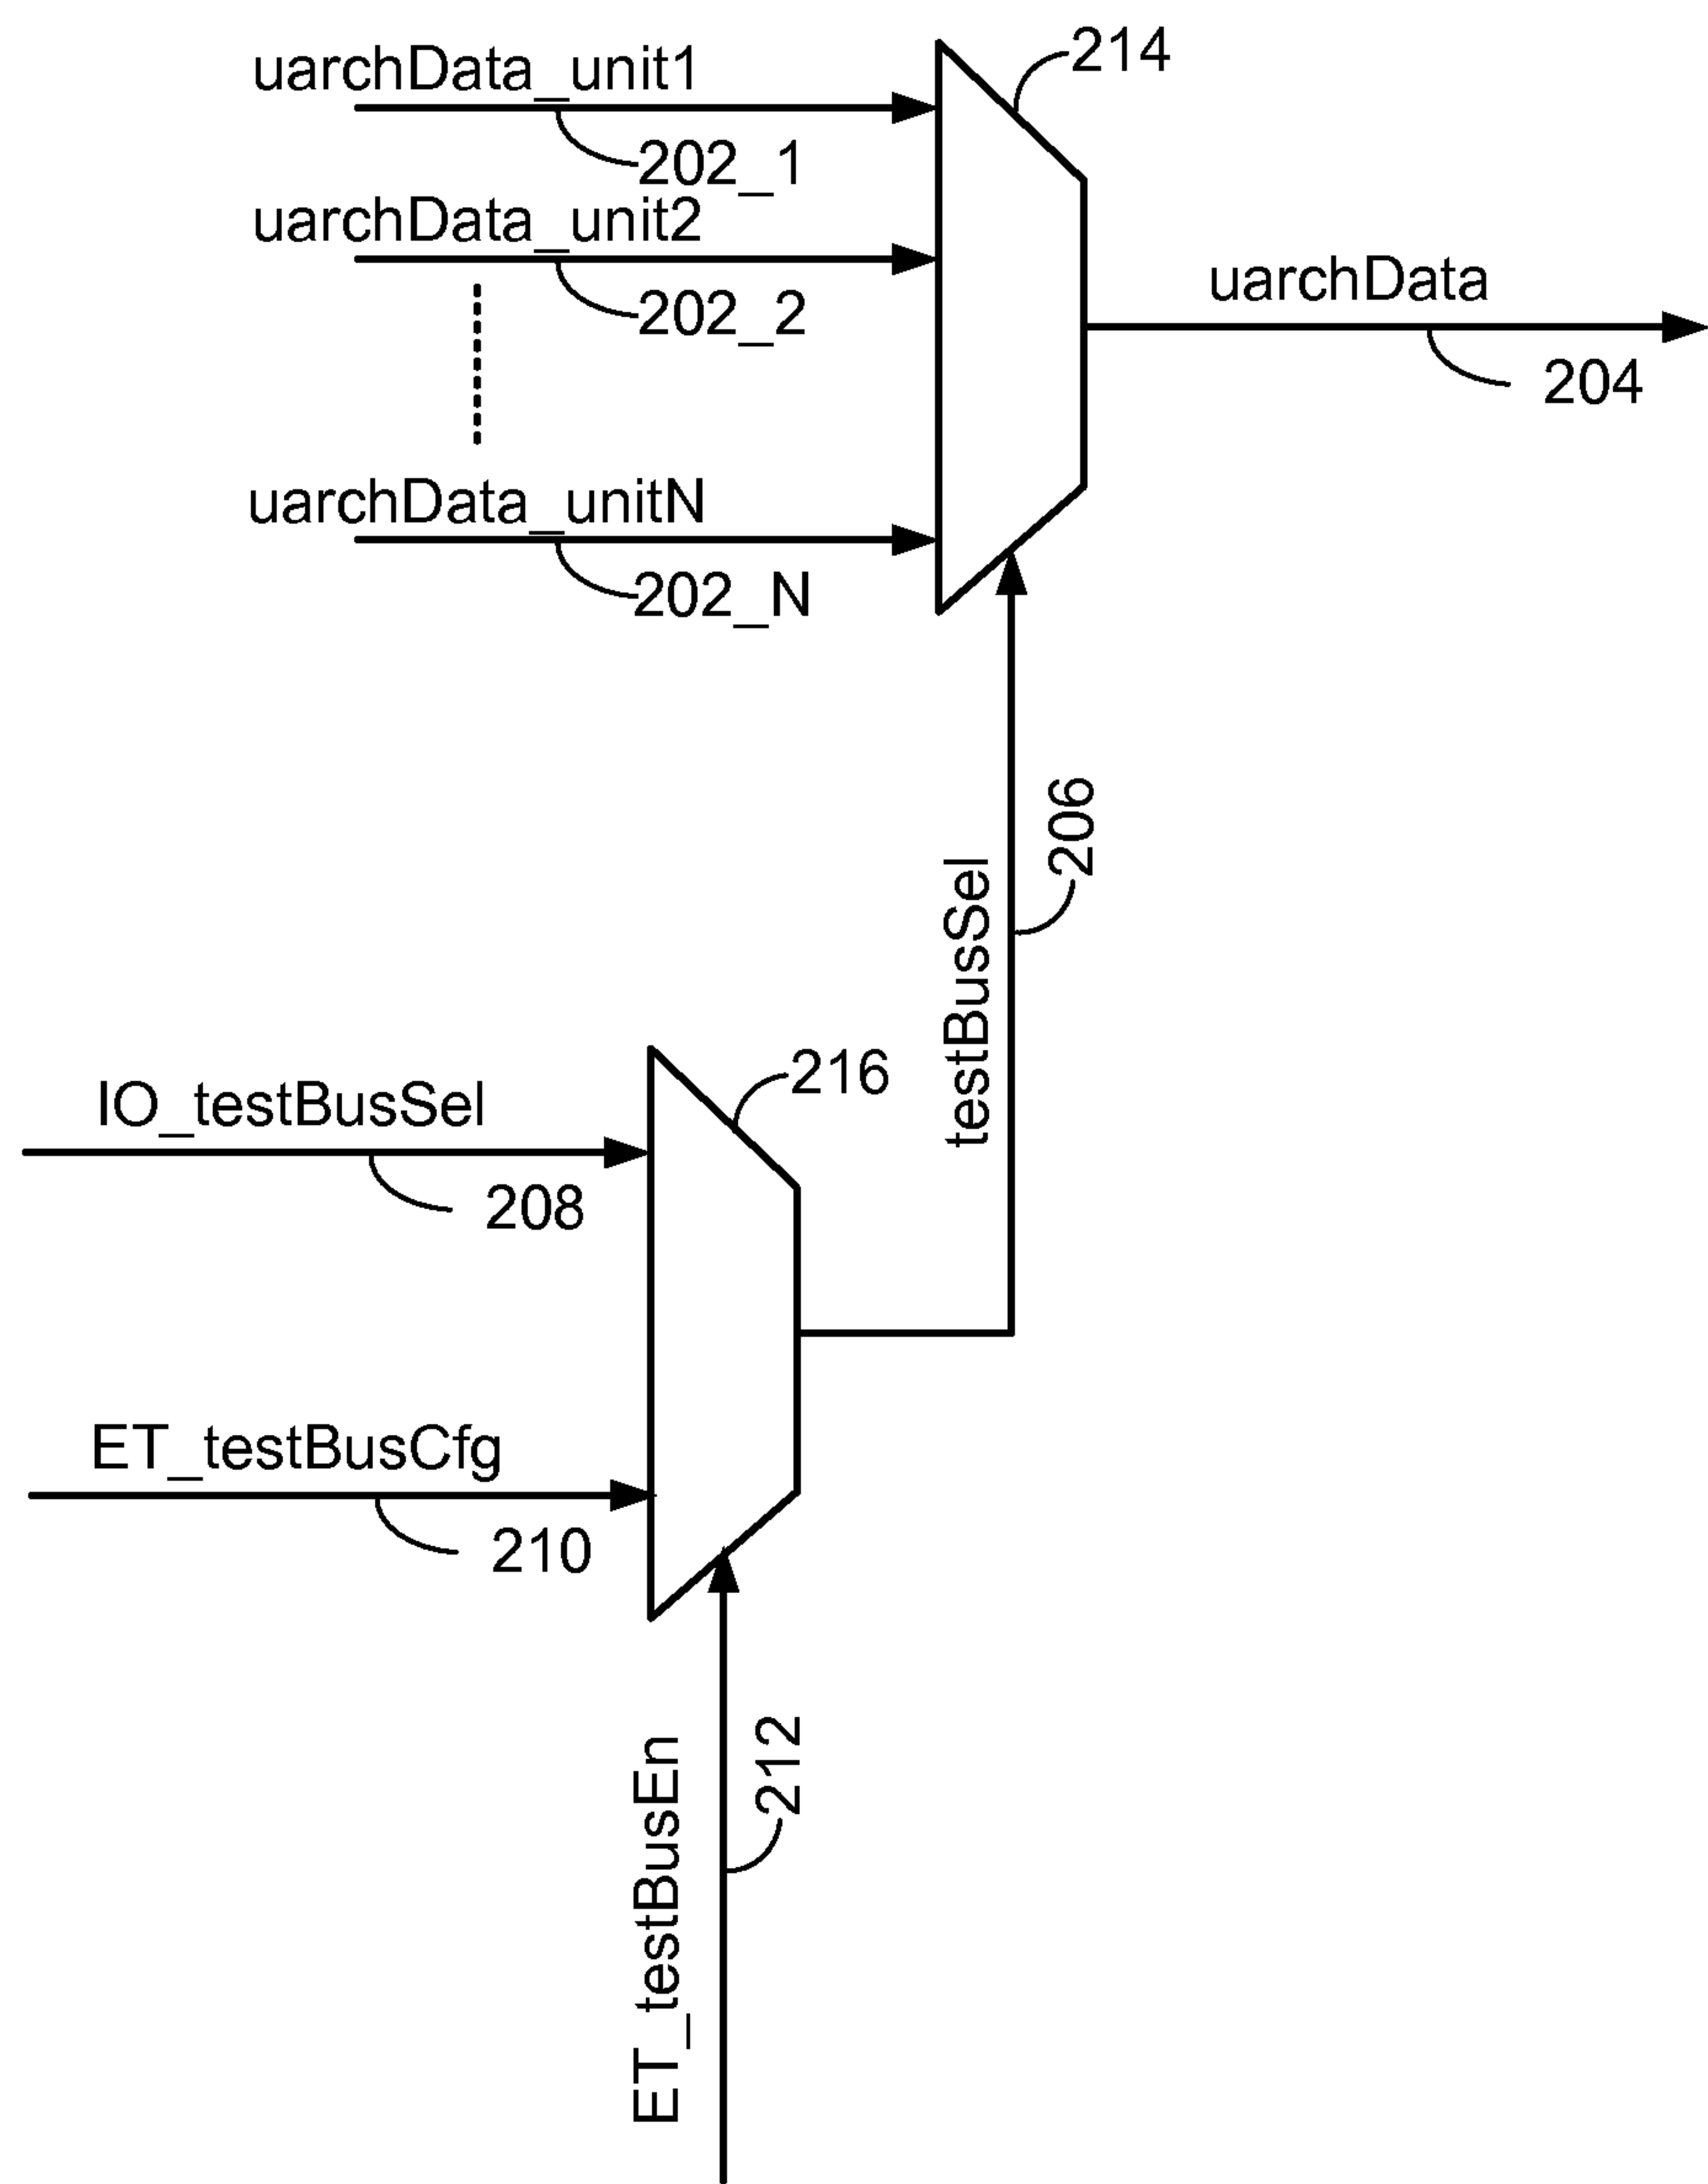 uarchData_unit1
214
202_1
uarchData_unit2
202_2
uarchData
204
uarchData_unitN
202_N
206
testBusSel
216
IO_testBusSel
208
ET_testBusCfg
210
212
ET_testBusEn